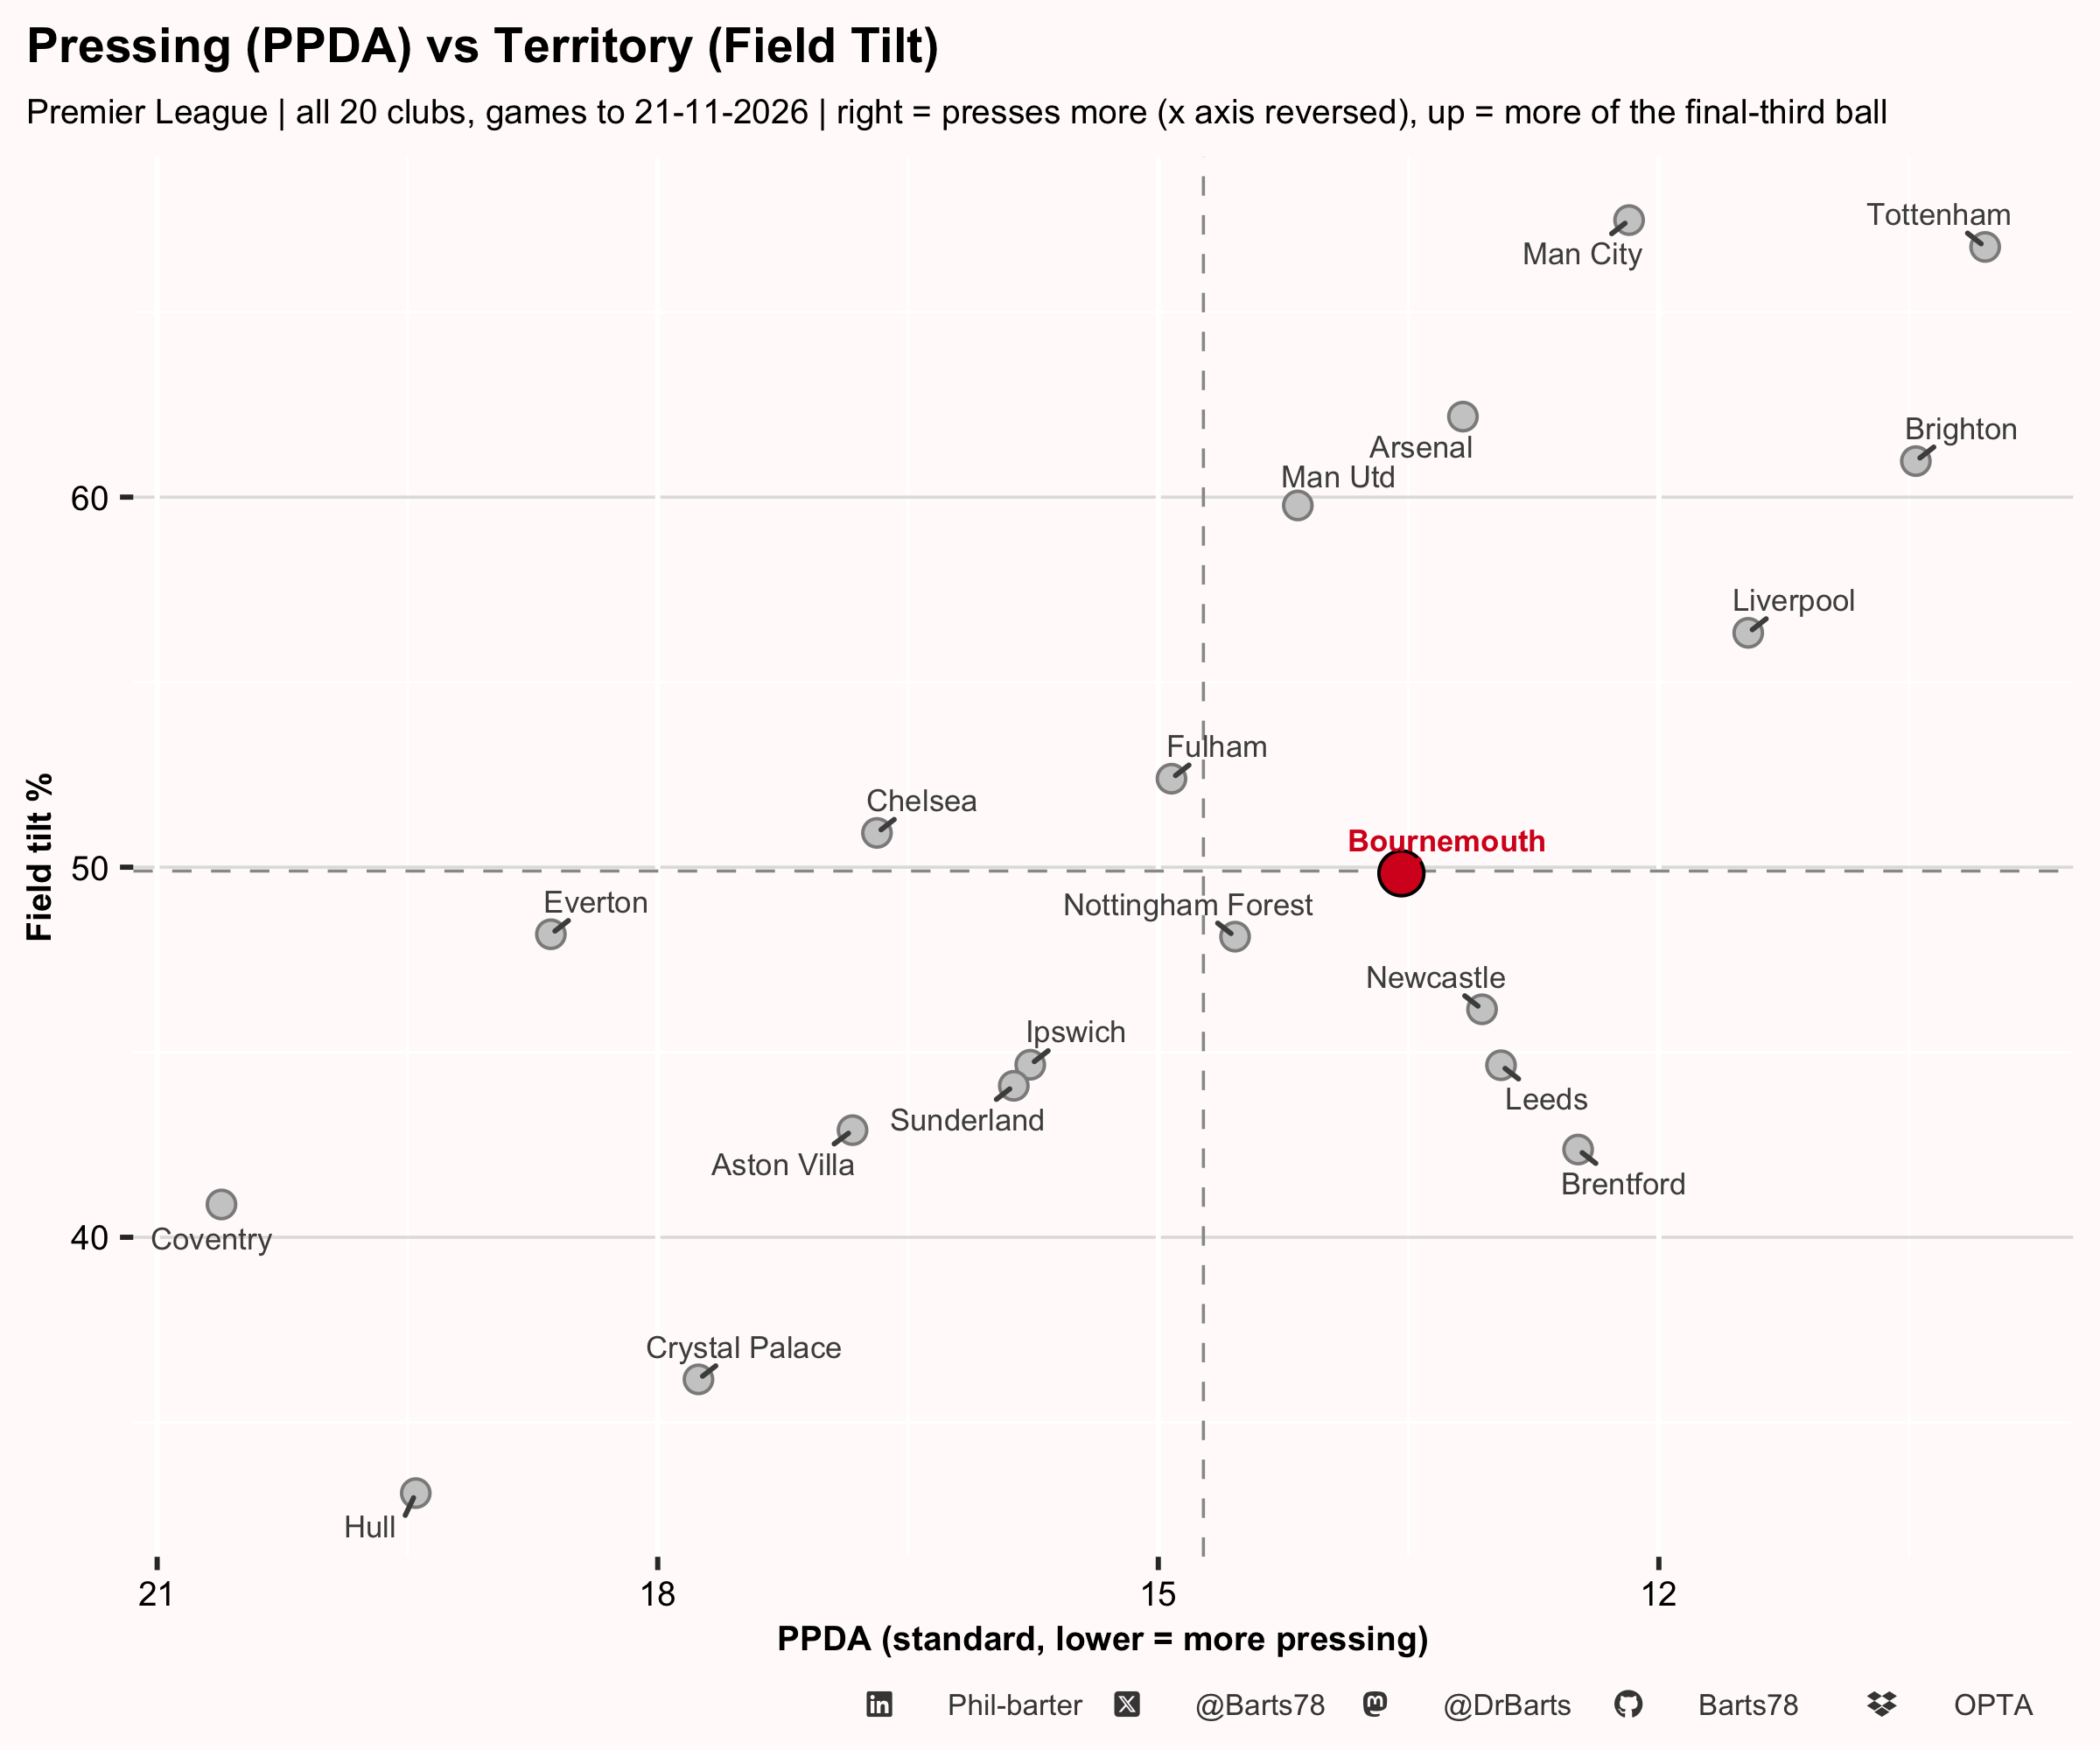 Pressing (PPDA) vs Territory (Field Tilt)
Premier League | all 20 clubs, games to 21-11-2026 | right = presses more (x axis reversed), up = more of the final-third ball
Tottenham
Man City
Brighton
Arsenal
Man Utd
60
Liverpool
Fulham
Chelsea
Bournemouth
50
Field tilt %
Everton
Nottingham Forest
Newcastle
Ipswich
Leeds
Sunderland
Aston Villa
Brentford
Coventry
40
Crystal Palace
Hull
21 18 15 12
PPDA (standard, lower = more pressing)
Phil-barter @Barts78 @DrBarts Barts78 OPTA